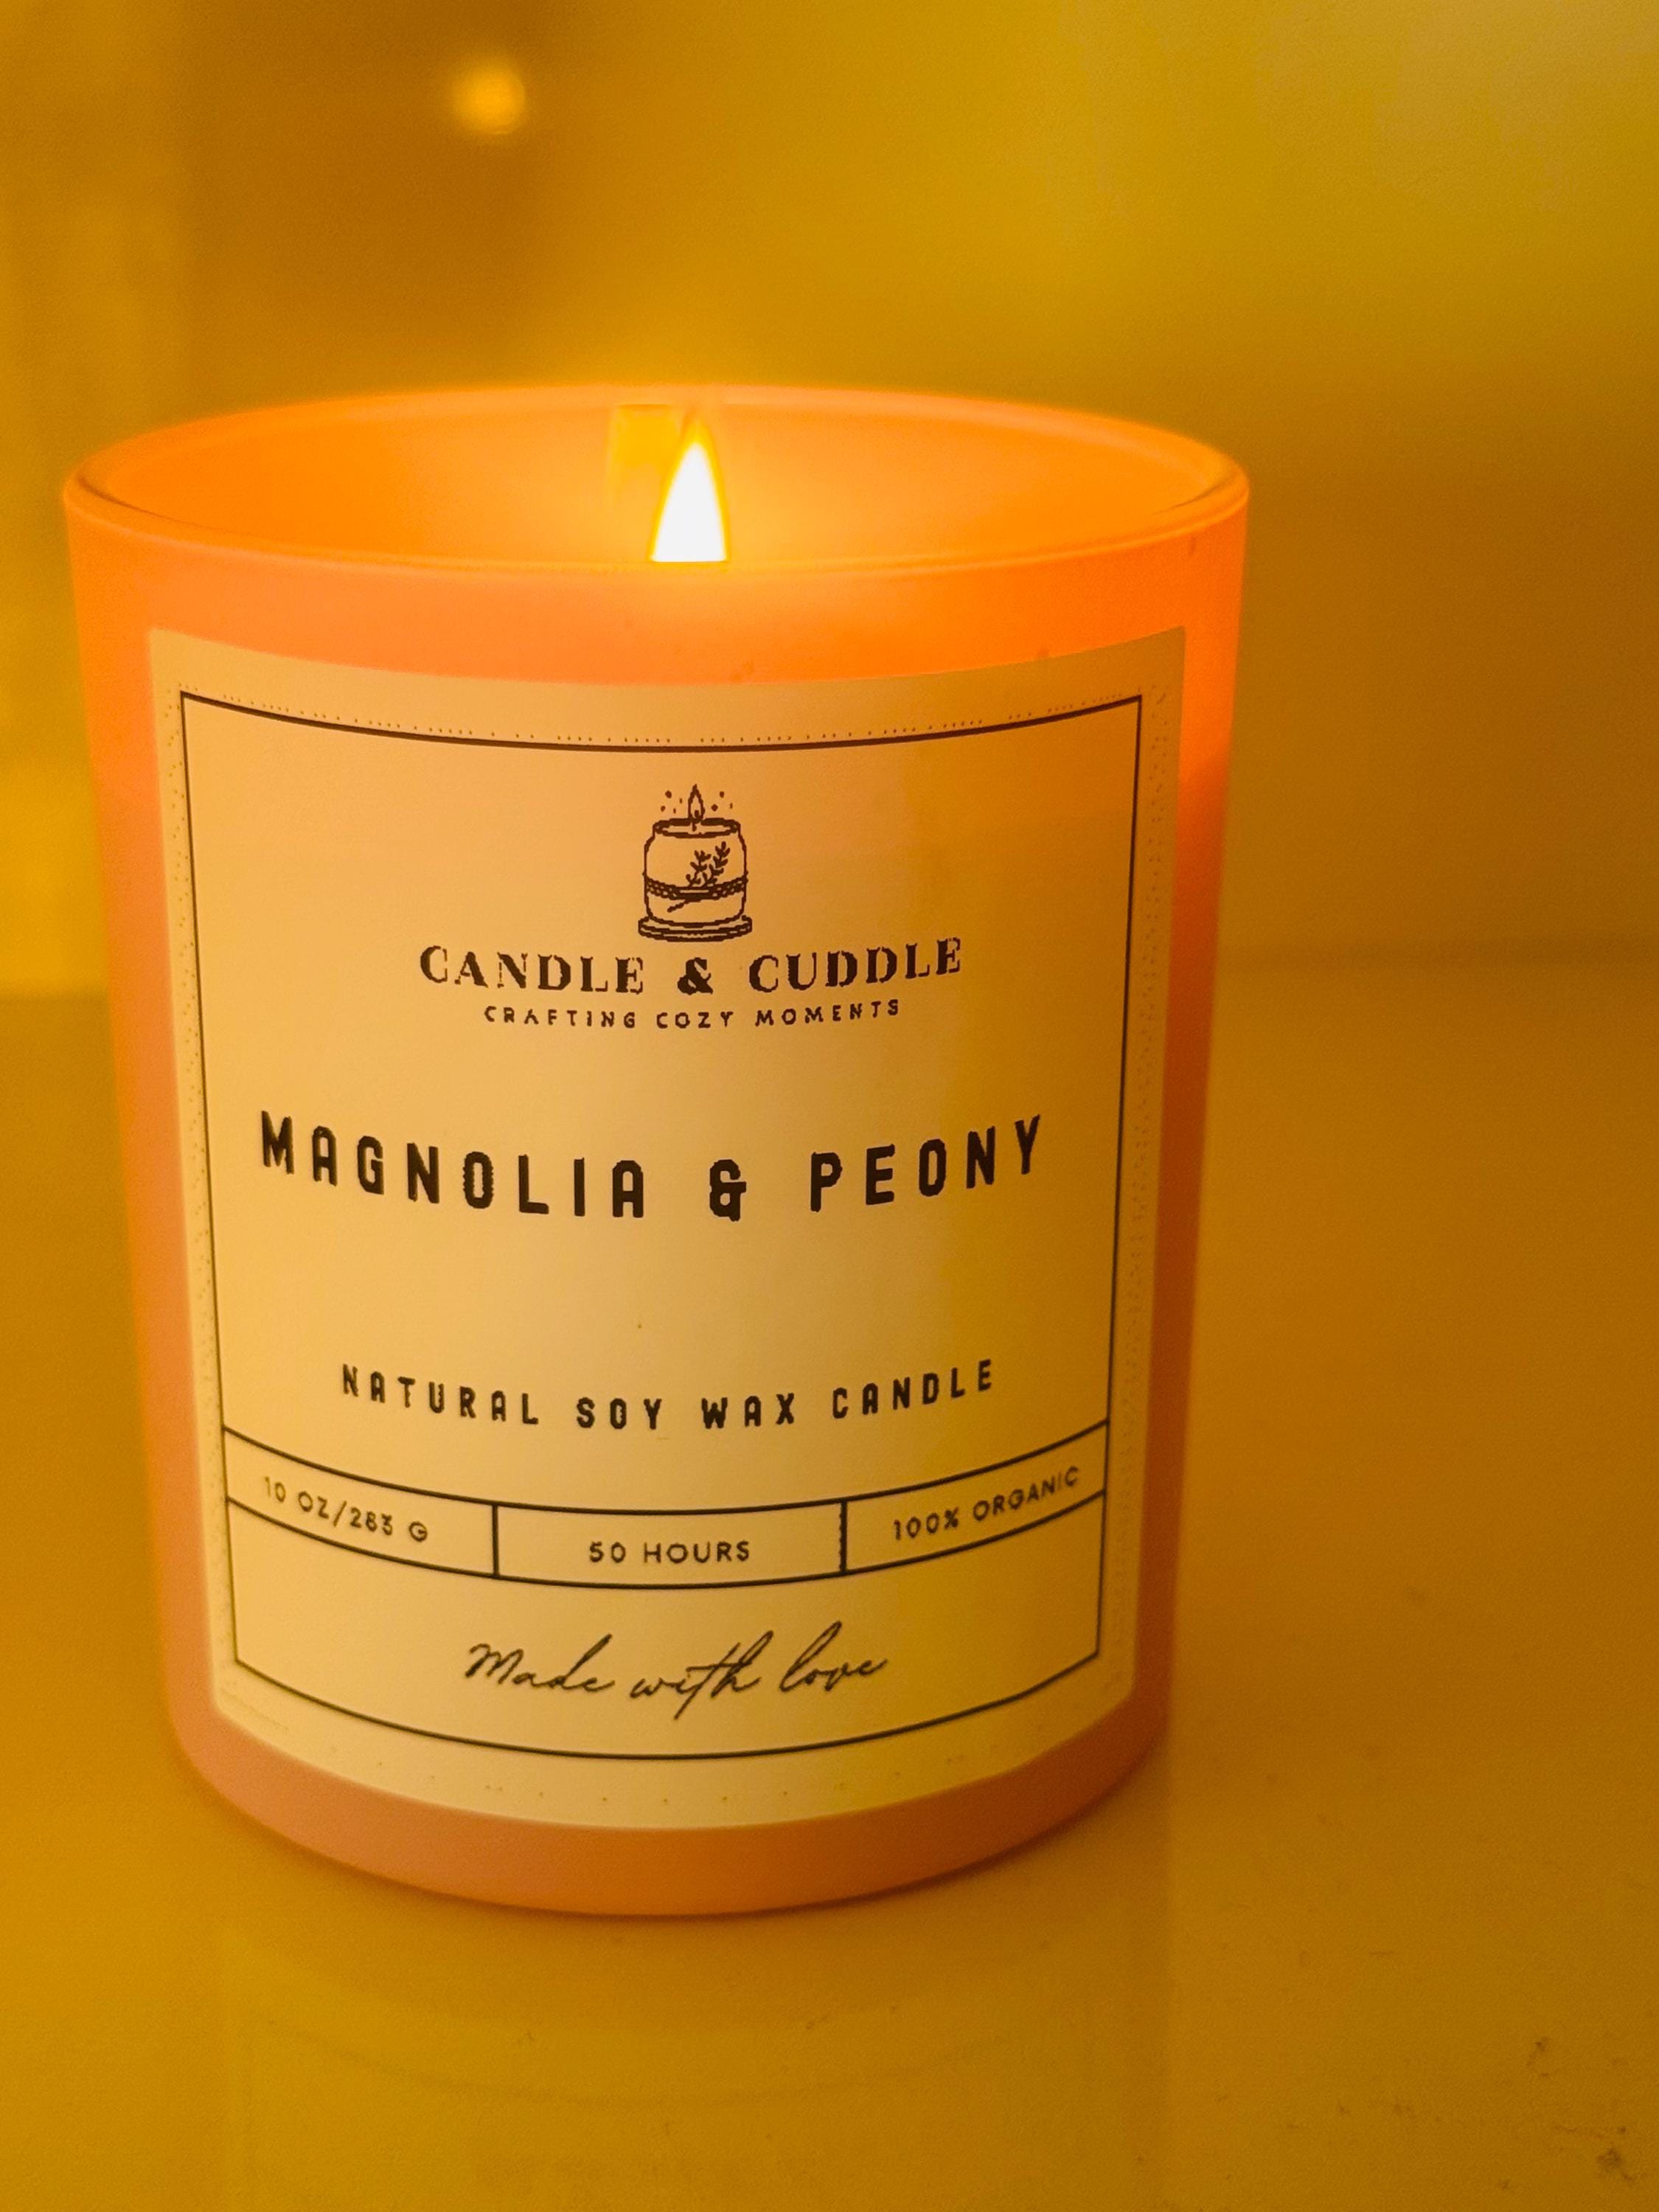 CANDLE & CUDDLE
CRAFTING COZY MOMENTS
MAGNOLIA & PEONY
NATURAL SOY WAX CANDLE
10 OZ/283 G
50 HOURS
100% ORGANIC
Made with love